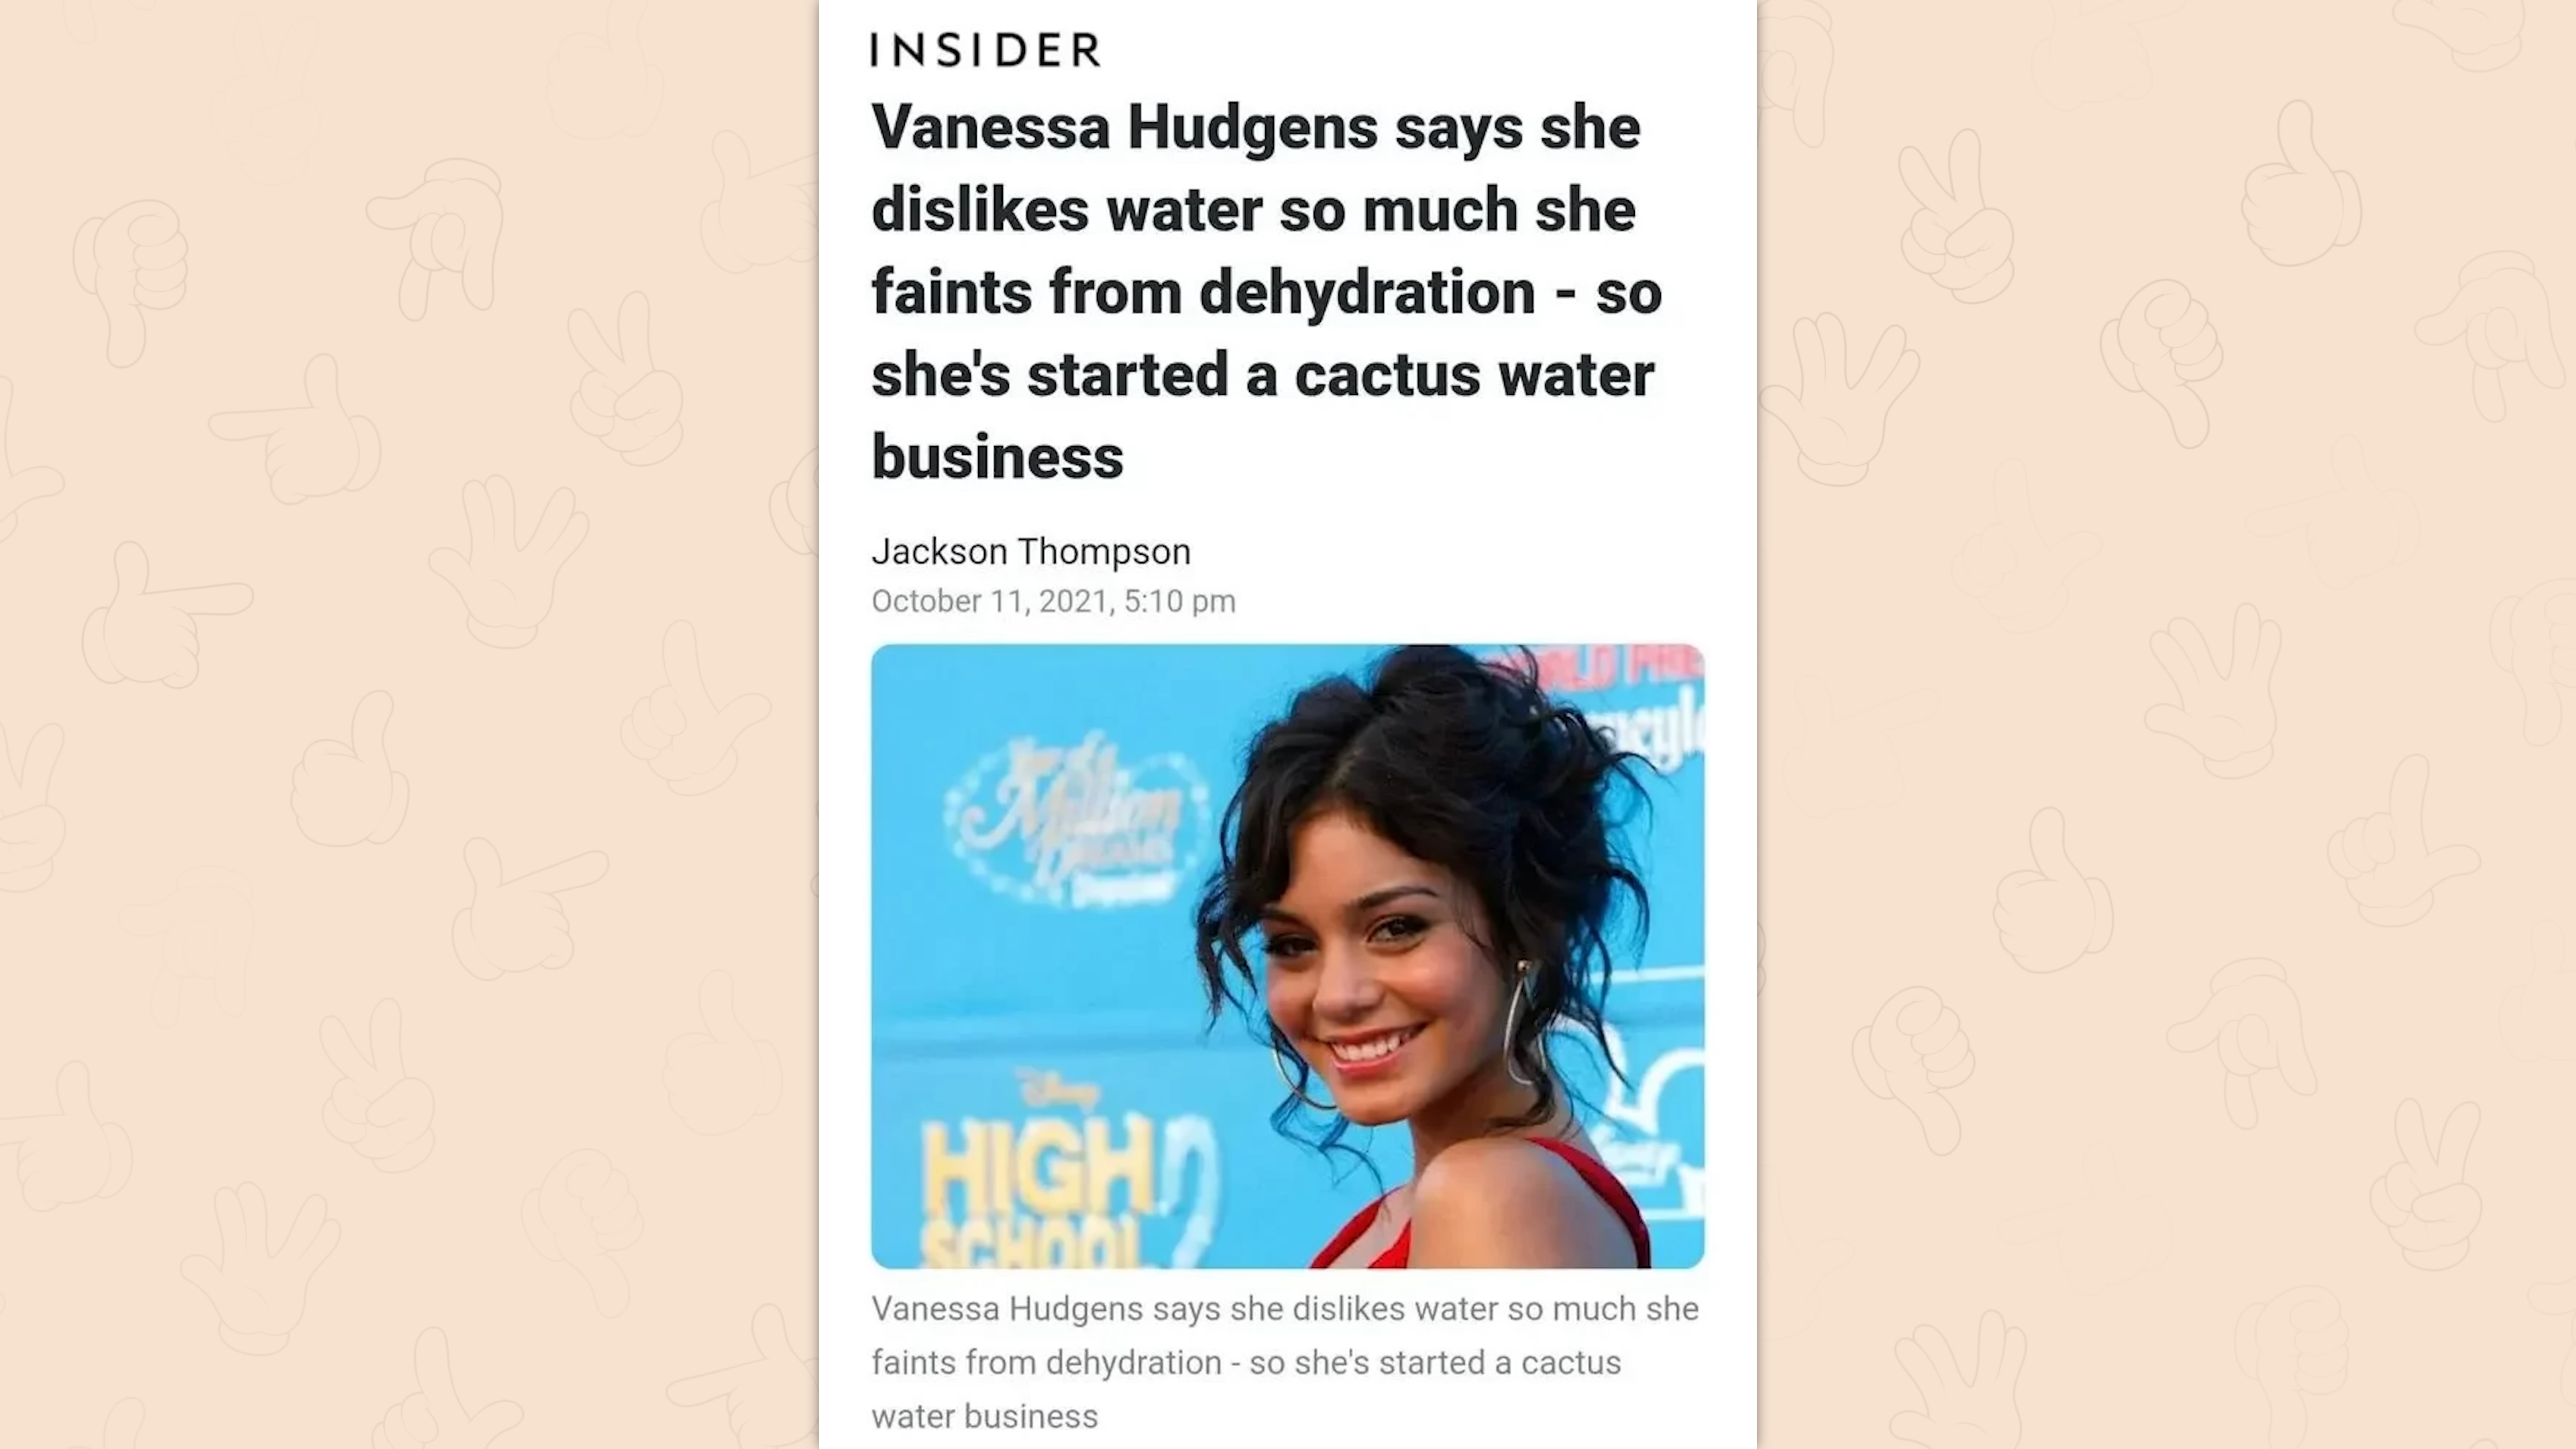 INSIDER
Vanessa Hudgens says she
dislikes water so much she
faints from dehydration - so
she's started a cactus water
business
Jackson Thompson
October 11, 2021, 5:10 pm
Million
Disney
HIGH
SCHOOL 2
Vanessa Hudgens says she dislikes water so much she
faints from dehydration - so she's started a cactus
water business